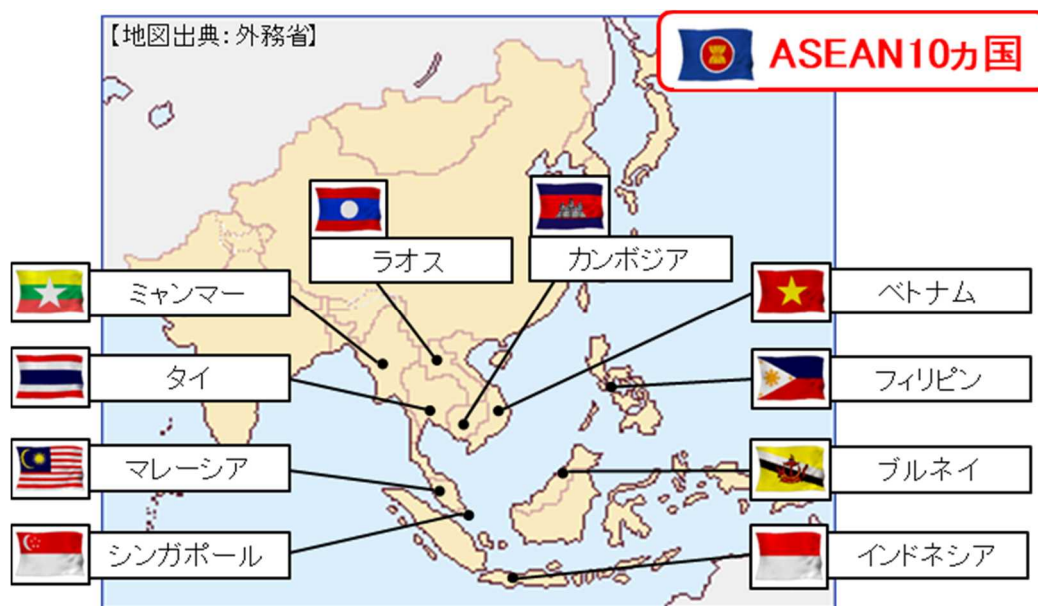 【地図出典:外務省】
ASEAN10ヵ国
ラオス
カンボジア
ミャンマー
ベトナム
タイ
フィリピン
マレーシア
ブルネイ
シンガポール
インドネシア